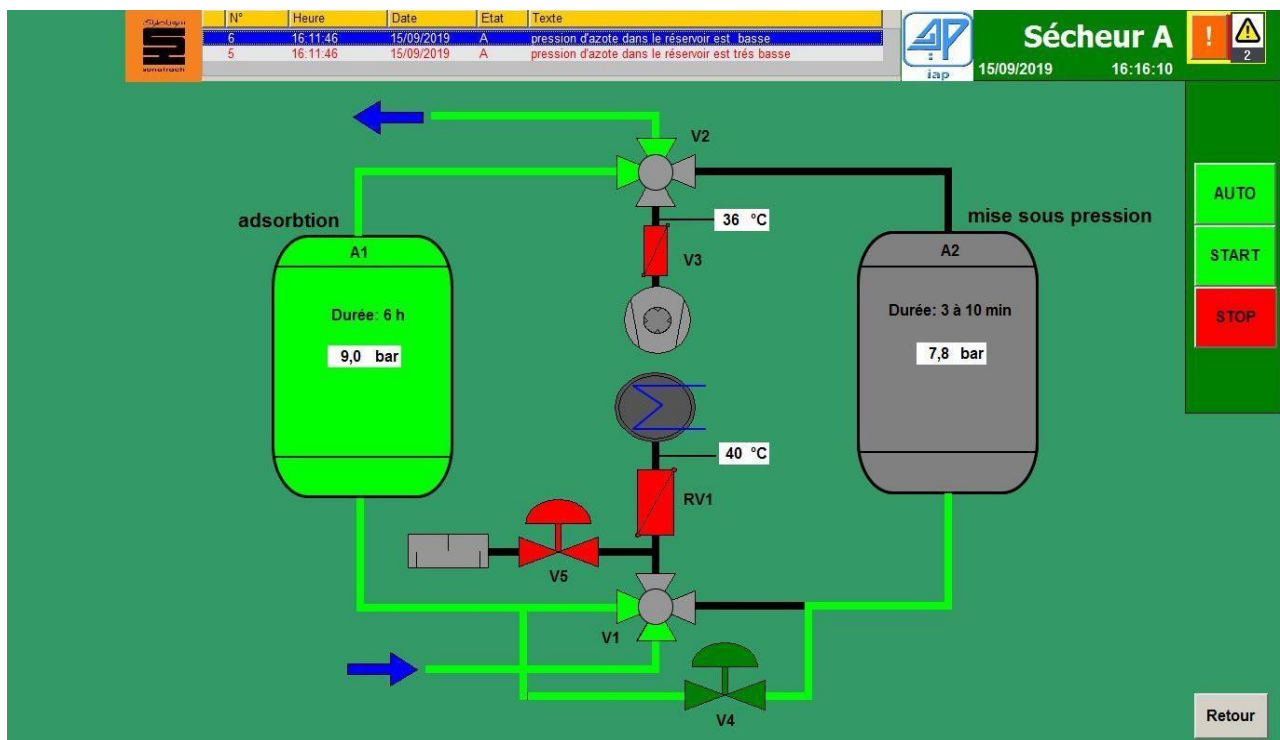 N° Heure Date Etat Texte
6 16:11:46 15/09/2019 A pression d'azote dans le réservoir est basse
5 16:11:46 15/09/2019 A pression d'azote dans le réservoir est trés basse
sonatrach
iap
Sécheur A
15/09/2019 16:16:10
!
2
V2
adsorbtion
36 °C
mise sous pression
AUTO
A1
V3
A2
START
Durée: 6 h
Durée: 3 à 10 min
STOP
9,0 bar
7,8 bar
40 °C
RV1
V5
V1
V4
Retour